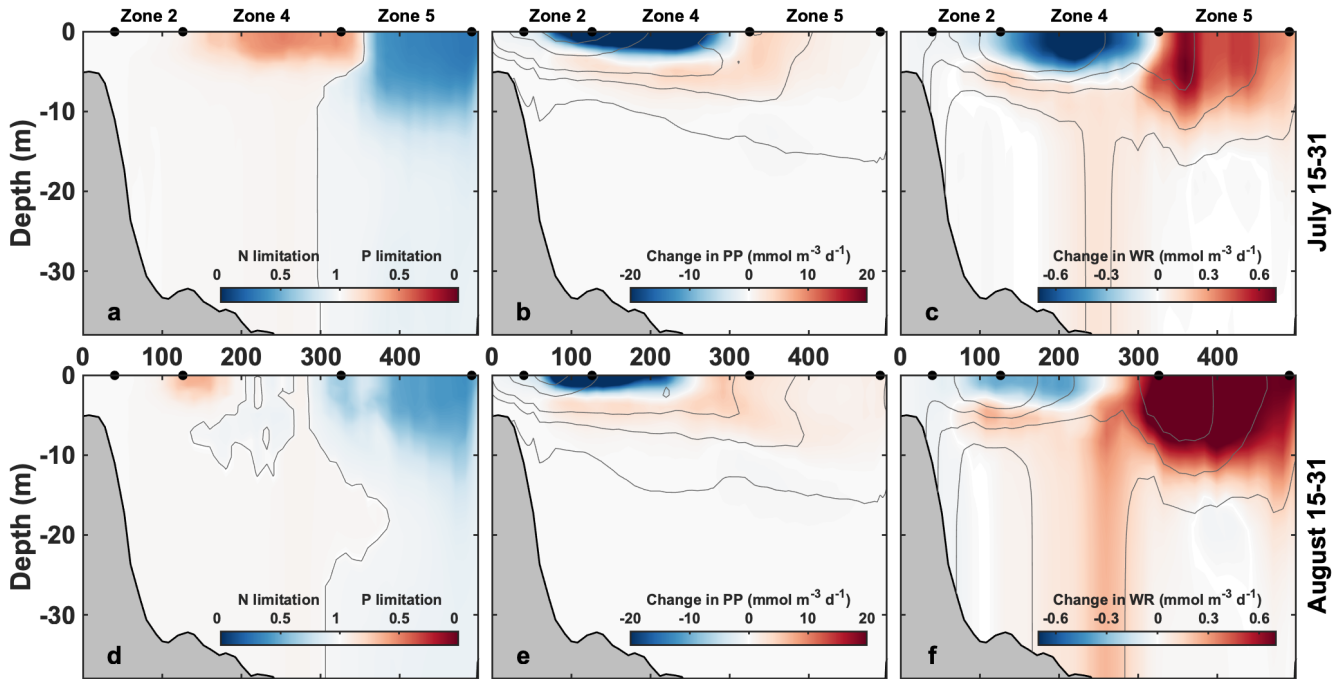 Zone 2 Zone 4 Zone 5 Zone 2 Zone 4 Zone 5 Zone 2 Zone 4 Zone 5
0 0 0
-10
-20
-30
Depth (m)
N limitation P limitation
0 0.5 1 0.5 0
a
Change in PP (mmol m⁻³ d⁻¹)
-20 -10 0 10 20
b
Change in WR (mmol m⁻³ d⁻¹)
-0.6 -0.3 0 0.3 0.6
c
July 15-31
0 100 200 300 400 0 100 200 300 400 0 100 200 300 400
0 0 0
-10
-20
-30
Depth (m)
N limitation P limitation
0 0.5 1 0.5 0
d
Change in PP (mmol m⁻³ d⁻¹)
-20 -10 0 10 20
e
Change in WR (mmol m⁻³ d⁻¹)
-0.6 -0.3 0 0.3 0.6
f
August 15-31